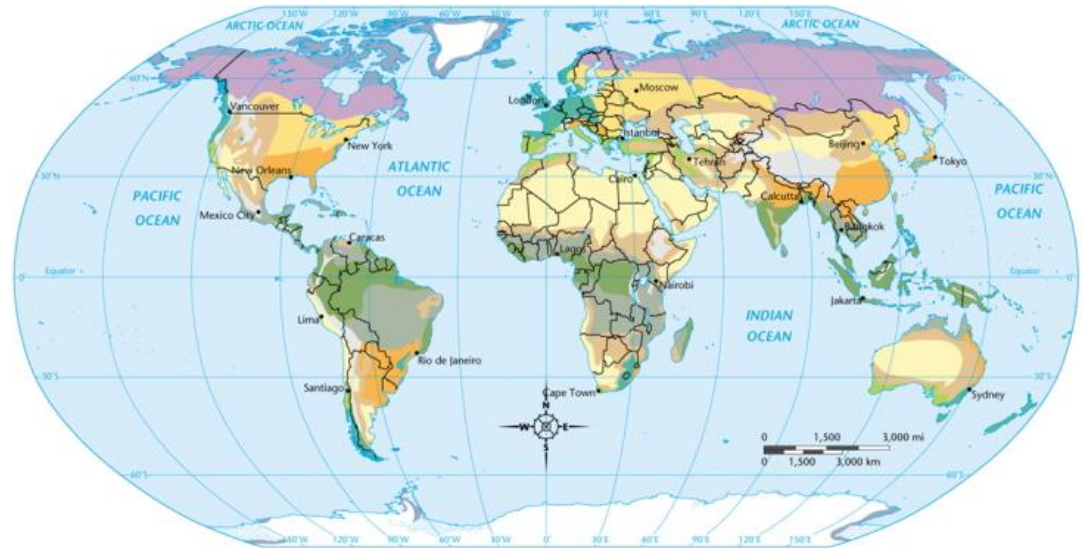 150°W 120°W 90°W 60°W 30°W 0° 30°E 60°E 90°E 120°E 150°E
ARCTIC OCEAN
ARCTIC OCEAN
60°N
60°N
Vancouver
London
Moscow
New York
Istanbul
Beijing
Tokyo
Tehran
ATLANTIC
OCEAN
30°N
New Orleans
Cairo
30°N
PACIFIC
OCEAN
Calcutta
PACIFIC
OCEAN
Mexico City
Bangkok
Caracas
Lagos
0°
Equator
Nairobi
Equator
0°
Jakarta
Lima
INDIAN
OCEAN
Rio de Janeiro
30°S
30°S
Santiago
Cape Town
Sydney
N
W
E
S
0 1,500 3,000 mi
0 1,500 3,000 km
60°S
60°S
150°W 120°W 90°W 60°W 30°W 0° 30°E 60°E 90°E 120°E 150°E